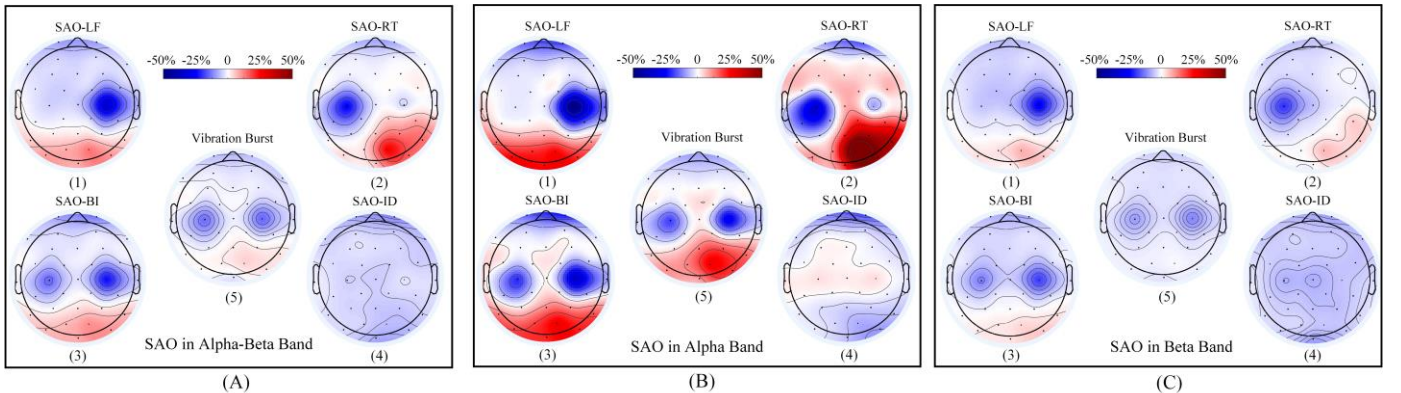 SAO-LF
SAO-RT
-50% -25% 0 25% 50%
Vibration Burst
(1)
(2)
SAO-BI
SAO-ID
(5)
SAO in Alpha-Beta Band
(3)
(4)
(A)
SAO-LF
SAO-RT
-50% -25% 0 25% 50%
Vibration Burst
(1)
(2)
SAO-BI
SAO-ID
(5)
SAO in Alpha Band
(3)
(4)
(B)
SAO-LF
SAO-RT
-50% -25% 0 25% 50%
Vibration Burst
(1)
(2)
SAO-BI
SAO-ID
(5)
SAO in Beta Band
(3)
(4)
(C)